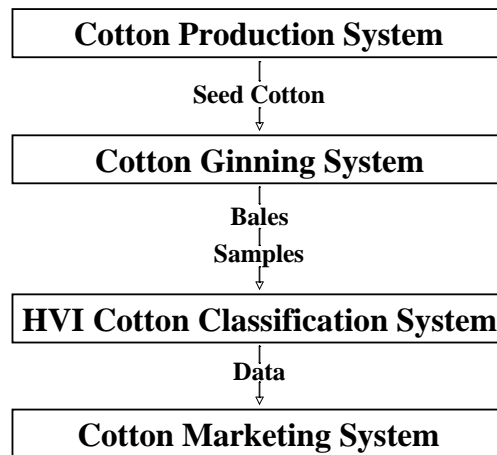 Cotton Production System
Seed Cotton
Cotton Ginning System
Bales
Samples
HVI Cotton Classification System
Data
Cotton Marketing System